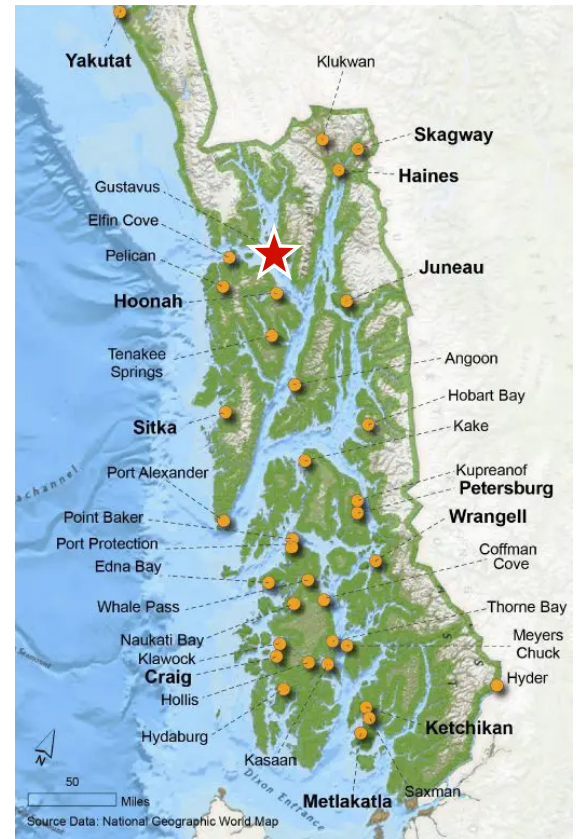 Yakutat
Klukwan
Skagway
Haines
Gustavus
Elfin Cove
Pelican
Juneau
Hoonah
Tenakee
Springs
Angoon
Hobart Bay
Sitka
Kake
Port Alexander
Kupreanof
Petersburg
Point Baker
Wrangell
Port Protection
Coffman
Cove
Edna Bay
Whale Pass
Thorne Bay
Naukati Bay
Meyers
Chuck
Klawock
Craig
Hyder
Hollis
Ketchikan
Hydaburg
Kasaan
Saxman
Metlakatla
Dixon Entrance
N
50
Miles
Source Data: National Geographic World Map